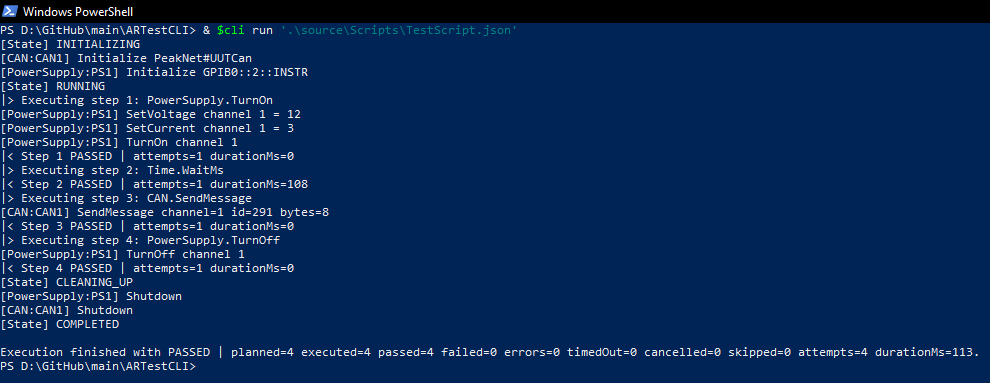 Windows PowerShell
PS D:\GitHub\main\ARTestCLI> & $cli run '.\source\Scripts\TestScript.json'
[State] INITIALIZING
[CAN:CAN1] Initialize PeakNet#UUTCan
[PowerSupply:PS1] Initialize GPIB0::2::INSTR
[State] RUNNING
|> Executing step 1: PowerSupply.TurnOn
[PowerSupply:PS1] SetVoltage channel 1 = 12
[PowerSupply:PS1] SetCurrent channel 1 = 3
[PowerSupply:PS1] TurnOn channel 1
|< Step 1 PASSED | attempts=1 durationMs=0
|> Executing step 2: Time.WaitMs
|< Step 2 PASSED | attempts=1 durationMs=108
|> Executing step 3: CAN.SendMessage
[CAN:CAN1] SendMessage channel=1 id=291 bytes=8
|< Step 3 PASSED | attempts=1 durationMs=0
|> Executing step 4: PowerSupply.TurnOff
[PowerSupply:PS1] TurnOff channel 1
|< Step 4 PASSED | attempts=1 durationMs=0
[State] CLEANING_UP
[PowerSupply:PS1] Shutdown
[CAN:CAN1] Shutdown
[State] COMPLETED
Execution finished with PASSED | planned=4 executed=4 passed=4 failed=0 errors=0 timedOut=0 cancelled=0 skipped=0 attempts=4 durationMs=113.
PS D:\GitHub\main\ARTestCLI>